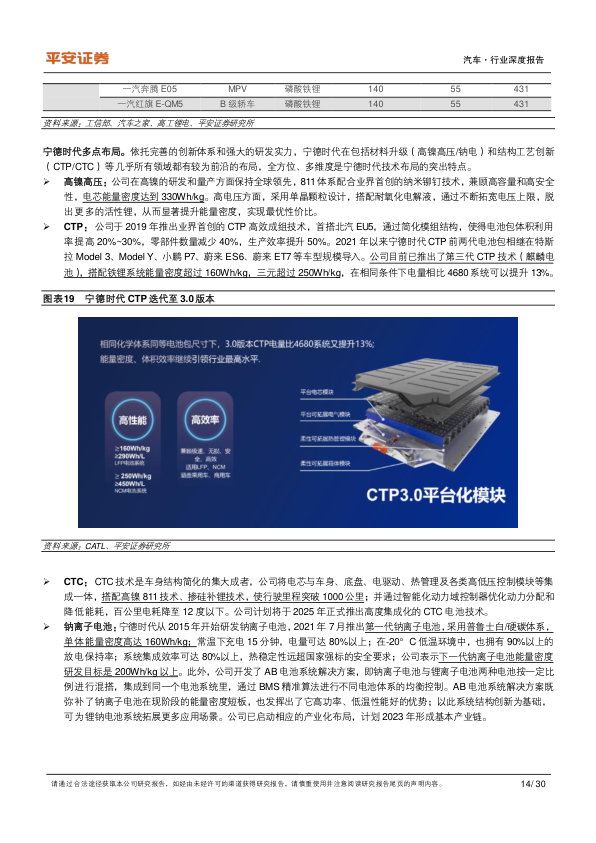 平安证券
汽车·行业深度报告
一汽奔腾 E05 MPV 磷酸铁锂 140 55 431
一汽红旗 E-QM5 B 级轿车 磷酸铁锂 140 55 431
资料来源：工信部、汽车之家、高工锂电、平安证券研究所
宁德时代多点布局。依托完善的创新体系和强大的研发实力，宁德时代在包括材料升级（高镍高压/钠电）和结构工艺创新
（CTP/CTC）等几乎所有领域都有较为前沿的布局，全方位、多维度是宁德时代技术布局的突出特点。
➢ 高镍高压：公司在高镍的研发和量产方面保持全球领先，811 体系配合业界首创的纳米铆钉技术，兼顾高容量和高安全
性，电芯能量密度达到 330Wh/kg。高电压方面，采用单晶颗粒设计，搭配耐氧化电解液，通过不断拓宽电压上限，脱
出更多的活性锂，从而显著提升能量密度，实现最优性价比。
➢ CTP：公司于 2019 年推出业界首创的 CTP 高效成组技术，首搭北汽 EU5，通过简化模组结构，使得电池包体积利用
率提高 20%~30%，零部件数量减少 40%，生产效率提升 50%。2021 年以来宁德时代 CTP 前两代电池包相继在特斯
拉 Model 3、Model Y、小鹏 P7、蔚来 ES6、蔚来 ET7 等车型规模导入。公司目前已推出了第三代 CTP 技术（麒麟电
池），搭配铁锂系统能量密度超过 160Wh/kg，三元超过 250Wh/kg，在相同条件下电量相比 4680 系统可以提升 13%。
图表19 宁德时代 CTP 迭代至 3.0 版本
相同化学体系同等电池包尺寸下，3.0版本CTP电量比4680系统又提升13%;
能量密度、体积效率继续引领行业最高水平.
高性能
≥160Wh/kg
≥290Wh/L
LFP电池系统
≥ 250Wh/kg
≥450Wh/L
NCM电池系统
高效率
安
全、高效
适用LFP、NCM
适
平台电芯模块
平台可拓展电气模块
柔性可拓展热管理模块
柔性可拓展箱体模块
CTP3.0平台化模块
资料来源：CATL、平安证券研究所
➢ CTC：CTC 技术是车身结构简化的集大成者，公司将电芯与车身、底盘、电驱动、热管理及各类高低压控制模块等集
成一体，搭配高镍 811 技术、掺硅补锂技术，使行驶里程突破 1000 公里；并通过智能化动力域控制器优化动力分配和
降低能耗，百公里电耗降至 12 度以下。公司计划将于 2025 年正式推出高度集成化的 CTC 电池技术。
➢ 钠离子电池：宁德时代从 2015 年开始研发钠离子电池，2021 年 7 月推出第一代钠离子电池，采用普鲁士白/硬碳体系，
单体能量密度高达 160Wh/kg；常温下充电 15 分钟，电量可达 80%以上；在-20° C 低温环境中，也拥有 90%以上的
放电保持率；系统集成效率可达 80%以上，热稳定性远超国家强标的安全要求；公司表示下一代钠离子电池能量密度
研发目标是 200Wh/kg 以上。此外，公司开发了 AB 电池系统解决方案，即钠离子电池与锂离子电池两种电池按一定比
例进行混搭，集成到同一个电池系统里，通过 BMS 精准算法进行不同电池体系的均衡控制。AB 电池系统解决方案既
弥补了钠离子电池在现阶段的能量密度短板，也发挥出了它高功率、低温性能好的优势；以此系统结构创新为基础，
可为锂钠电池系统拓展更多应用场景。公司已启动相应的产业化布局，计划 2023 年形成基本产业链。
请通过合法途径获取本公司研究报告，如经由未经许可的渠道获得研究报告，请慎重使用并注意阅读研究报告尾页的声明内容。
14/ 30